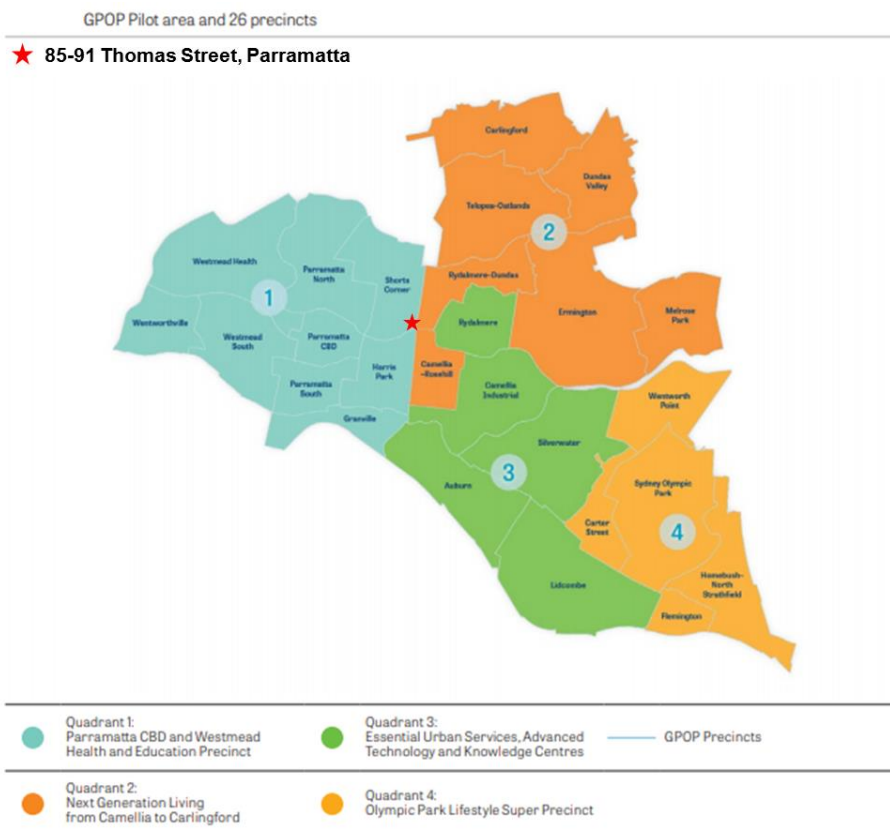 GPOP Pilot area and 26 precincts
85-91 Thomas Street, Parramatta
Carlingford
Dundas
Valley
Telopea-Oatlands
2
Westmead Health
Parramatta
North
Shorts
Corner
Rydalmere-Dundas
1
Wentworthville
Westmead
South
Parramatta
CBD
Rydalmere
Ermington
Melrose
Park
Harris
Park
Camellia
-Rosehill
Parramatta
South
Camellia
Industrial
Granville
Wentworth
Point
Silverwater
3
Auburn
Sydney Olympic
Park
Carter
Street
4
Lidcombe
Homebush-
North
Strathfield
Flemington
Quadrant 1:
Parramatta CBD and Westmead
Health and Education Precinct
Quadrant 3:
Essential Urban Services, Advanced
Technology and Knowledge Centres
GPOP Precincts
Quadrant 2:
Next Generation Living
from Camellia to Carlingford
Quadrant 4:
Olympic Park Lifestyle Super Precinct